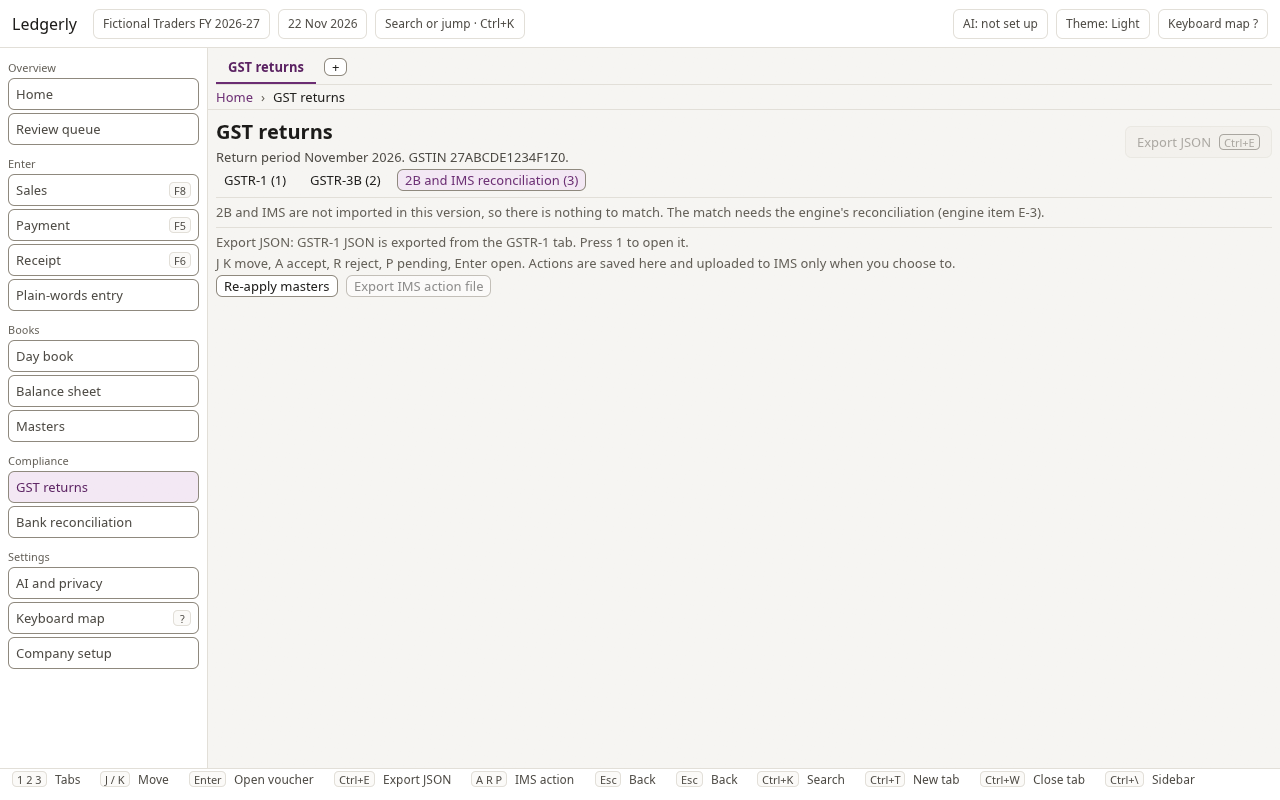 Ledgerly
Fictional Traders FY 2026-27
22 Nov 2026
Search or jump · Ctrl+K
AI: not set up
Theme: Light
Keyboard map ?
Overview
Home
Review queue
Enter
Sales F8
Payment F5
Receipt F6
Plain-words entry
Books
Day book
Balance sheet
Masters
Compliance
GST returns
Bank reconciliation
Settings
AI and privacy
Keyboard map ?
Company setup
GST returns +
Home › GST returns
GST returns
Export JSON Ctrl+E
Return period November 2026. GSTIN 27ABCDE1234F1Z0.
GSTR-1 (1) GSTR-3B (2) 2B and IMS reconciliation (3)
2B and IMS are not imported in this version, so there is nothing to match. The match needs the engine's reconciliation (engine item E-3).
Export JSON: GSTR-1 JSON is exported from the GSTR-1 tab. Press 1 to open it.
J K move, A accept, R reject, P pending, Enter open. Actions are saved here and uploaded to IMS only when you choose to.
Re-apply masters Export IMS action file
1 2 3 Tabs J / K Move Enter Open voucher Ctrl+E Export JSON A R P IMS action Esc Back Esc Back Ctrl+K Search Ctrl+T New tab Ctrl+W Close tab Ctrl+\ Sidebar